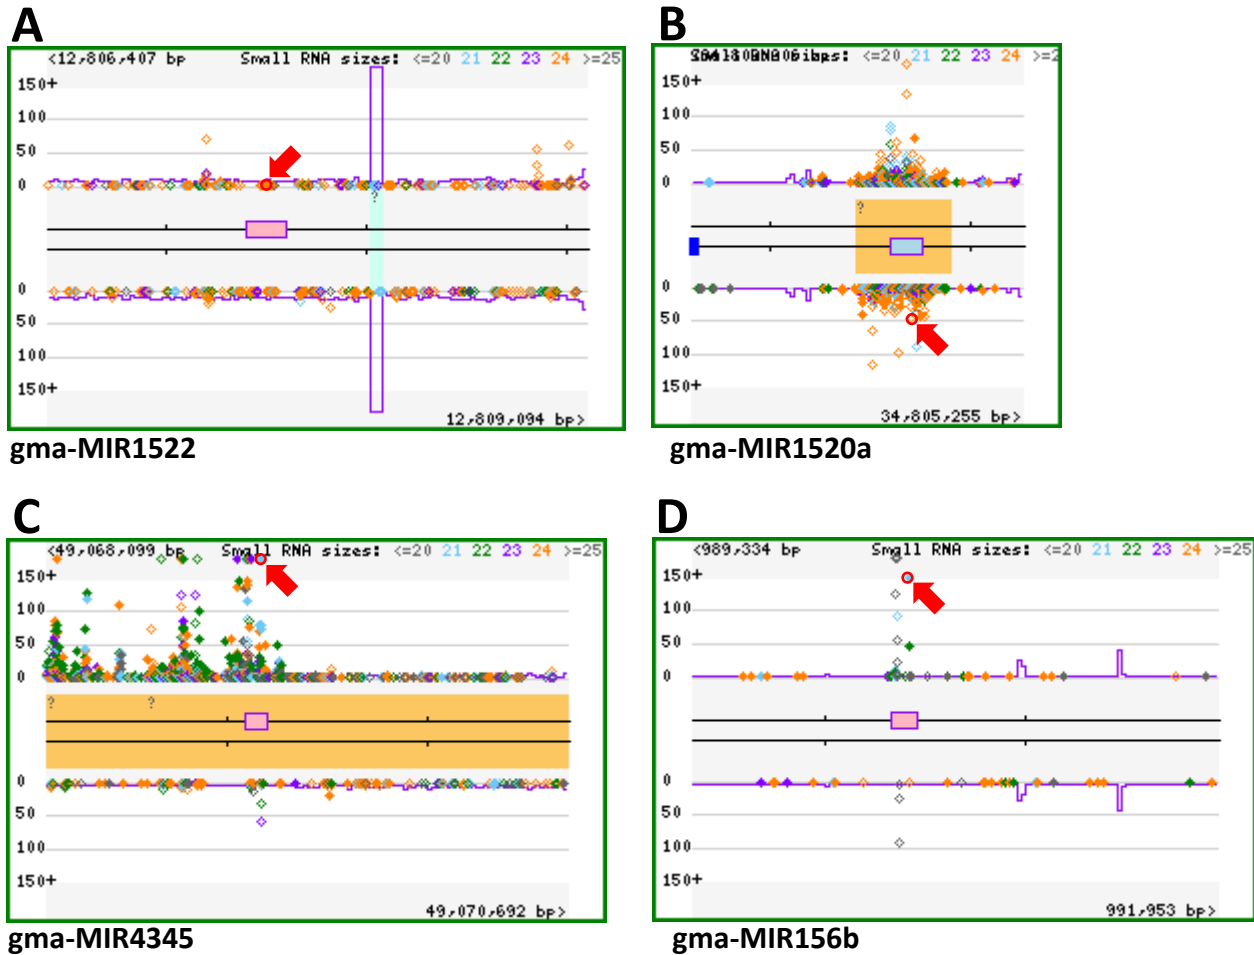 A
<12,806,407 bp Small RNA sizes: <=20 21 22 23 24 >=25
150+
100
50
0
?
0
50
100
150+
12,809,094 bp>
gma-MIR1522
B
<=20 21 22 23 24 >=2
150+
100
50
0
?
0
50
100
150+
34,805,255 bp>
gma-MIR1520a
C
<49,068,099 bp Small RNA sizes: <=20 21 22 23 24 >=25
150+
100
50
0
? ?
0
50
100
150+
49,070,692 bp>
gma-MIR4345
D
<989,334 bp Small RNA sizes: <=20 21 22 23 24 >=25
150+
100
50
0
0
50
100
150+
991,953 bp>
gma-MIR156b